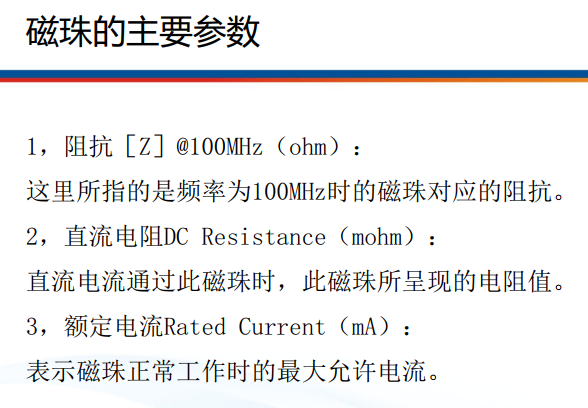 磁珠的主要参数
1，阻抗［Z］@100MHz（ohm）：
这里所指的是频率为100MHz时的磁珠对应的阻抗。
2，直流电阻DC Resistance（mohm）：
直流电流通过此磁珠时，此磁珠所呈现的电阻值。
3，额定电流Rated Current（mA）：
表示磁珠正常工作时的最大允许电流。